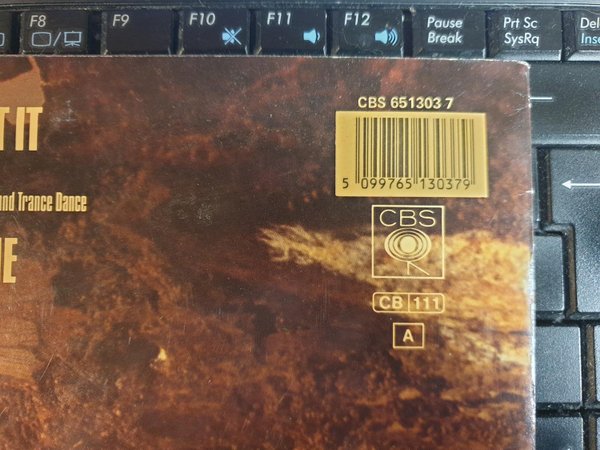 F8
F9
F10
F11
F12
Pause
Break
Prt Sc
SysRq
CBS 651303 7
5 099765 130379
T IT
Trance Dance
CBS
CB 111
A